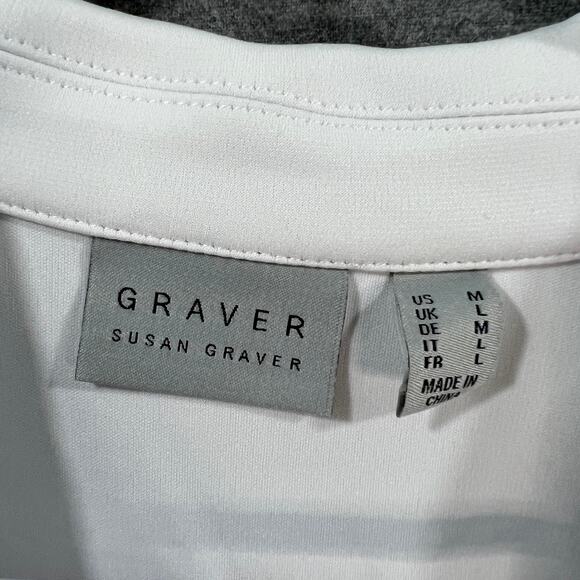 GRAVER
SUSAN GRAVER
US M
UK L
DE M
IT L
FR L
MADE IN
CHINA